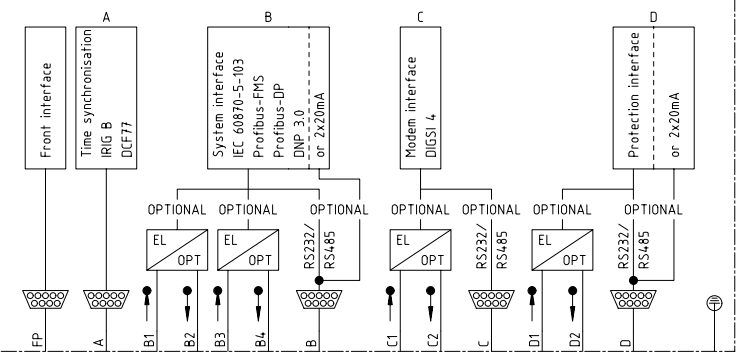 A
B
C
D
Front interface
Time synchronisation
IRIG B
DCF77
System interface
IEC 60870-5-103
Profibus-FMS
Profibus-DP
DNP 3.0
or 2x20mA
Modem interface
DIGSI 4
Protection interface
or 2x20mA
OPTIONAL
OPTIONAL
OPTIONAL
OPTIONAL
OPTIONAL
OPTIONAL
OPTIONAL
EL
OPT
EL
OPT
RS232/
RS485
EL
OPT
RS232/
RS485
EL
OPT
RS232/
RS485
FP
A
B1
B2
B3
B4
B
C1
C2
C
D1
D2
D